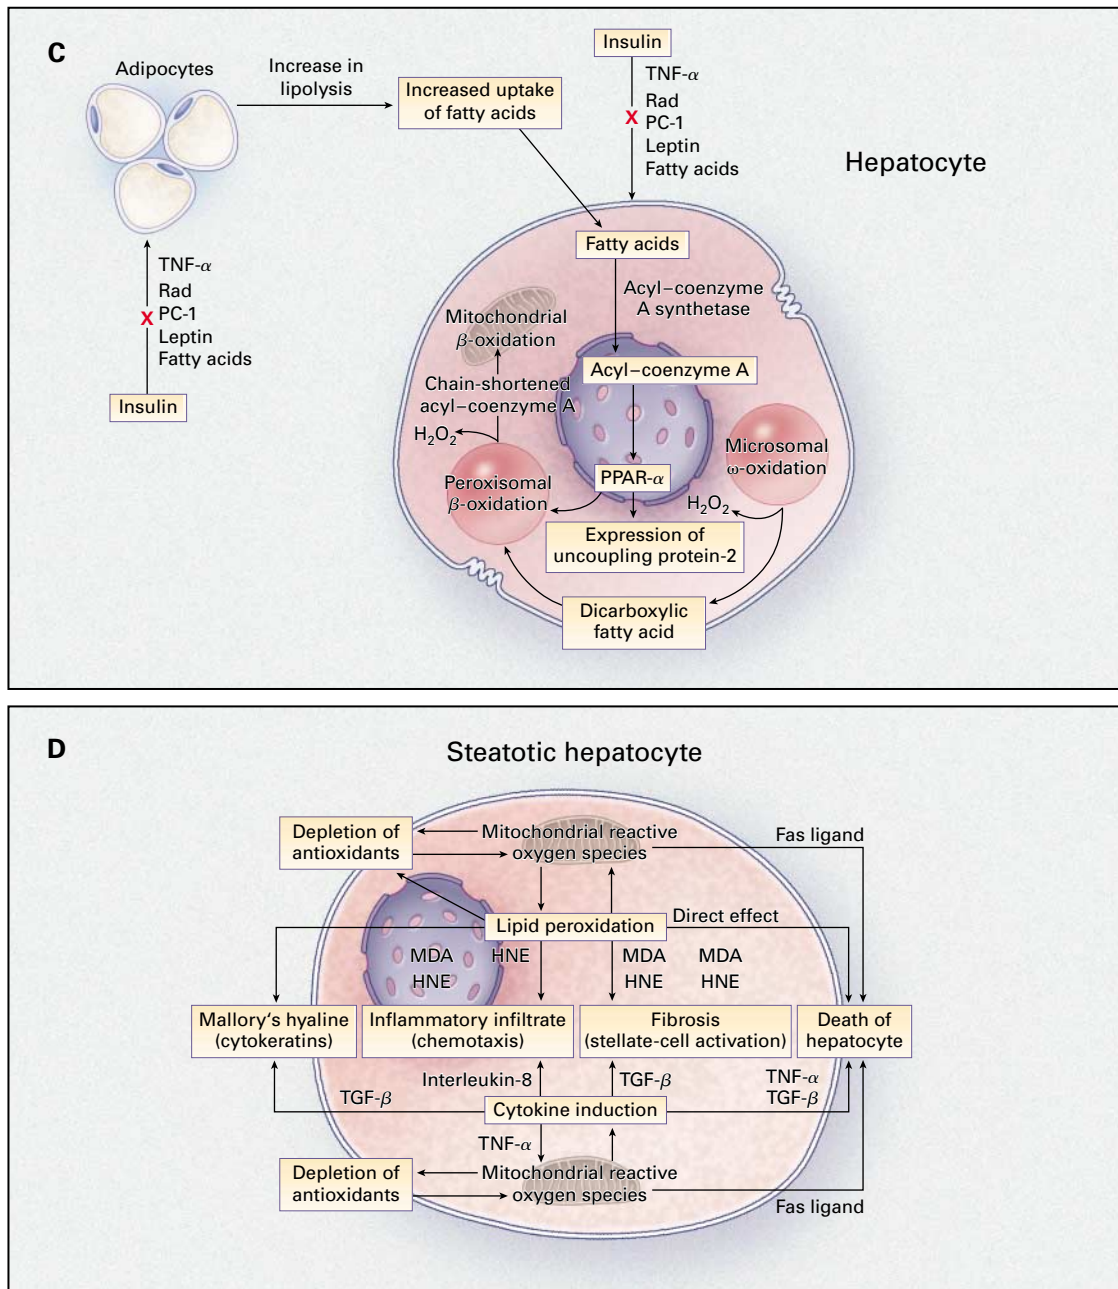 C
Adipocytes
Increase in
lipolysis
Increased uptake
of fatty acids
Insulin
TNF-α
Rad
X
PC-1
Leptin
Fatty acids
Hepatocyte
TNF-α
Rad
X
PC-1
Leptin
Fatty acids
Insulin
Fatty acids
Acyl–coenzyme
A synthetase
Mitochondrial
β-oxidation
Acyl–coenzyme A
Chain-shortened
acyl–coenzyme A
H₂O₂
Peroxisomal
β-oxidation
PPAR-α
Microsomal
ω-oxidation
H₂O₂
Expression of
uncoupling protein-2
Dicarboxylic
fatty acid
D
Steatotic hepatocyte
Depletion of
antioxidants
Mitochondrial reactive
oxygen species
Fas ligand
Lipid peroxidation
Direct effect
MDA
HNE
HNE
MDA
HNE
MDA
HNE
Mallory's hyaline
(cytokeratins)
Inflammatory infiltrate
(chemotaxis)
Fibrosis
(stellate-cell activation)
Death of
hepatocyte
TGF-β
Interleukin-8
TGF-β
TNF-α
TGF-β
Cytokine induction
TNF-α
Depletion of
antioxidants
Mitochondrial reactive
oxygen species
Fas ligand